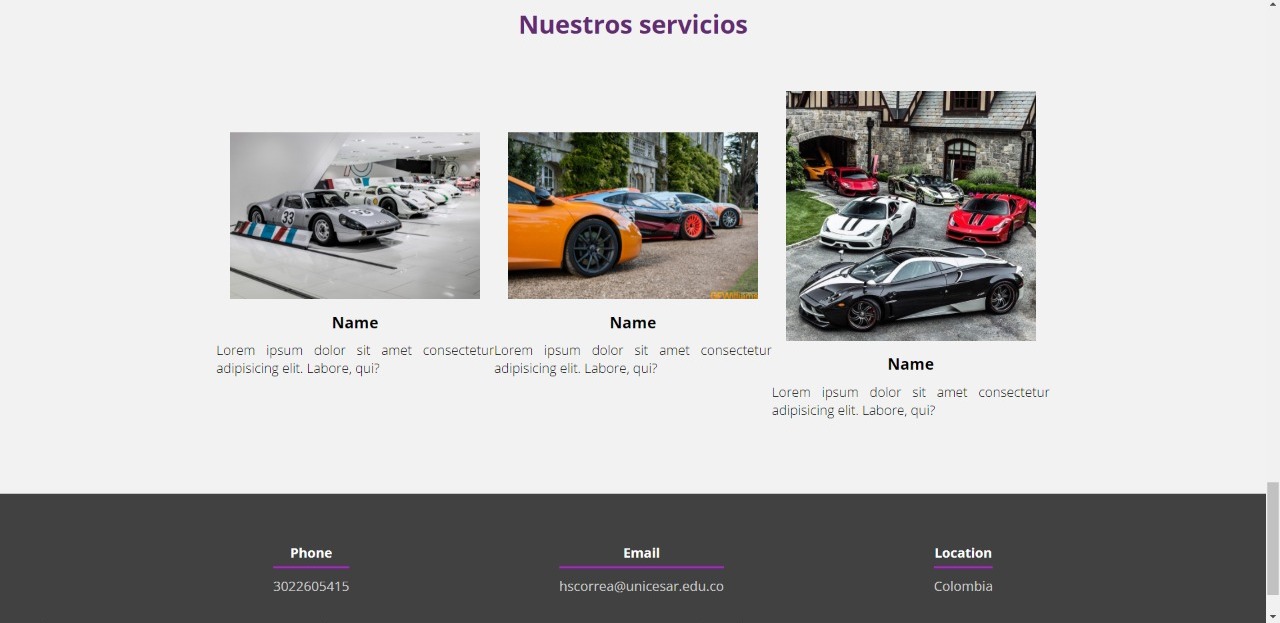 Nuestros servicios
33
Name
Lorem ipsum dolor sit amet consectetur
adipisicing elit. Labore, qui?
Name
Lorem ipsum dolor sit amet consectetur
adipisicing elit. Labore, qui?
Name
Lorem ipsum dolor sit amet consectetur
adipisicing elit. Labore, qui?
Phone
3022605415
Email
hscorrea@unicesar.edu.co
Location
Colombia